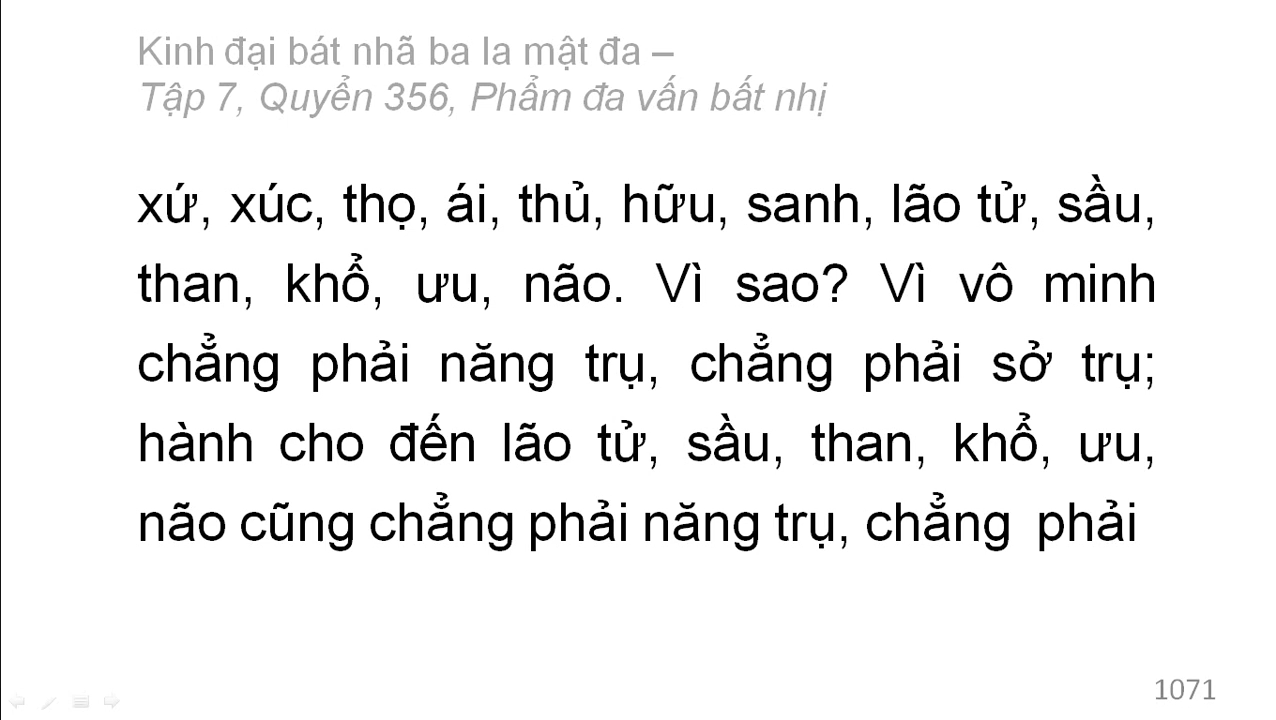 Kinh đại bát nhã ba la mật đa –
Tập 7, Quyển 356, Phẩm đa vấn bất nhị
xứ, xúc, thọ, ái, thủ, hữu, sanh, lão tử, sầu,
than, khổ, ưu, não. Vì sao? Vì vô minh
chẳng phải năng trụ, chẳng phải sở trụ;
hành cho đến lão tử, sầu, than, khổ, ưu,
não cũng chẳng phải năng trụ, chẳng phải
1071